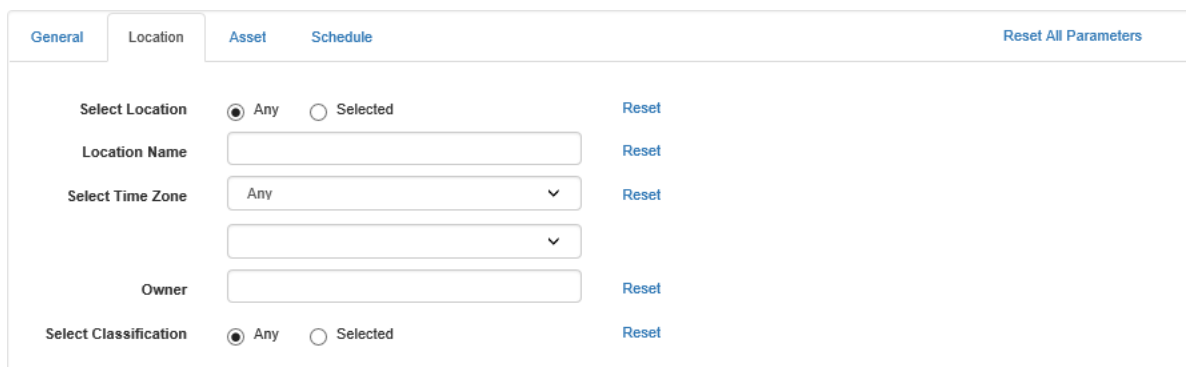 General Location Asset Schedule Reset All Parameters
Select Location Any Selected Reset
Location Name Reset
Select Time Zone Any Reset
Owner Reset
Select Classification Any Selected Reset